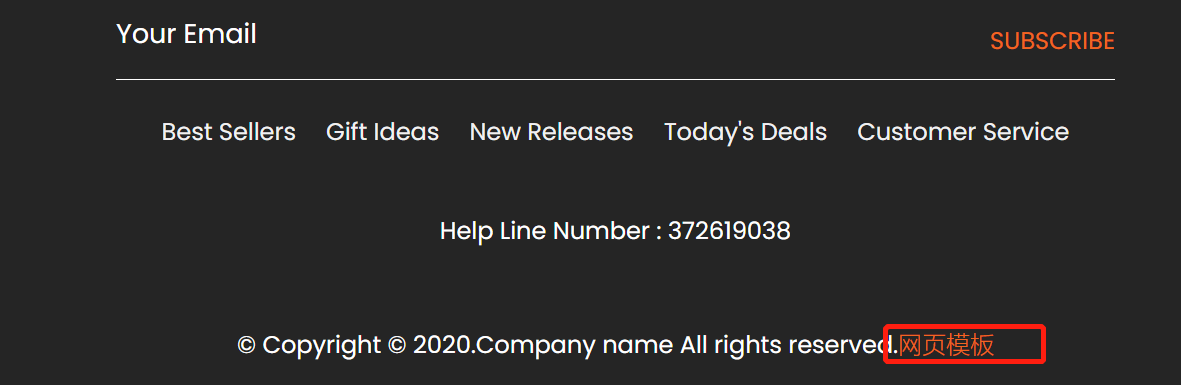 Your Email
SUBSCRIBE
Best Sellers Gift Ideas New Releases Today's Deals Customer Service
Help Line Number : 372619038
© Copyright © 2020.Company name All rights reserved.网页模板